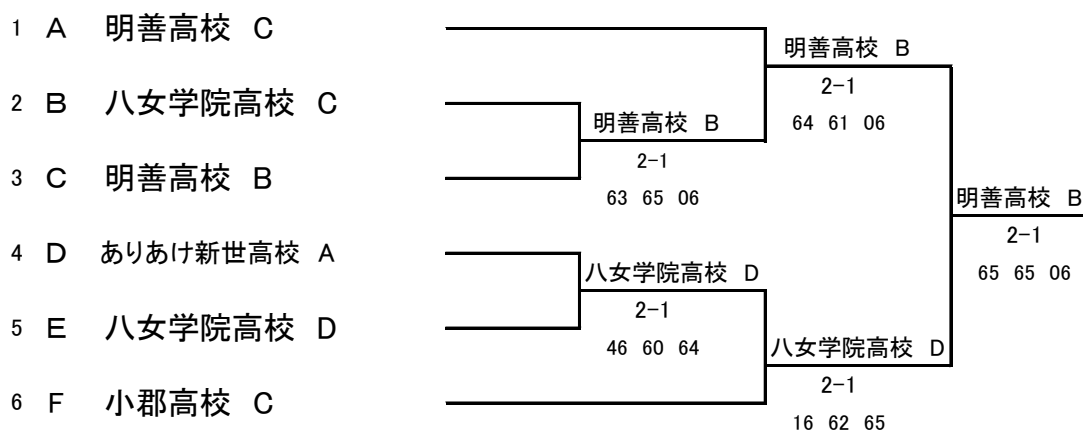 1 A 明善高校 C
明善高校 B
2-1
64 61 06
2 B 八女学院高校 C
明善高校 B
2-1
63 65 06
3 C 明善高校 B
明善高校 B
2-1
65 65 06
4 D ありあけ新世高校 A
八女学院高校 D
2-1
46 60 64
5 E 八女学院高校 D
八女学院高校 D
2-1
16 62 65
6 F 小郡高校 C